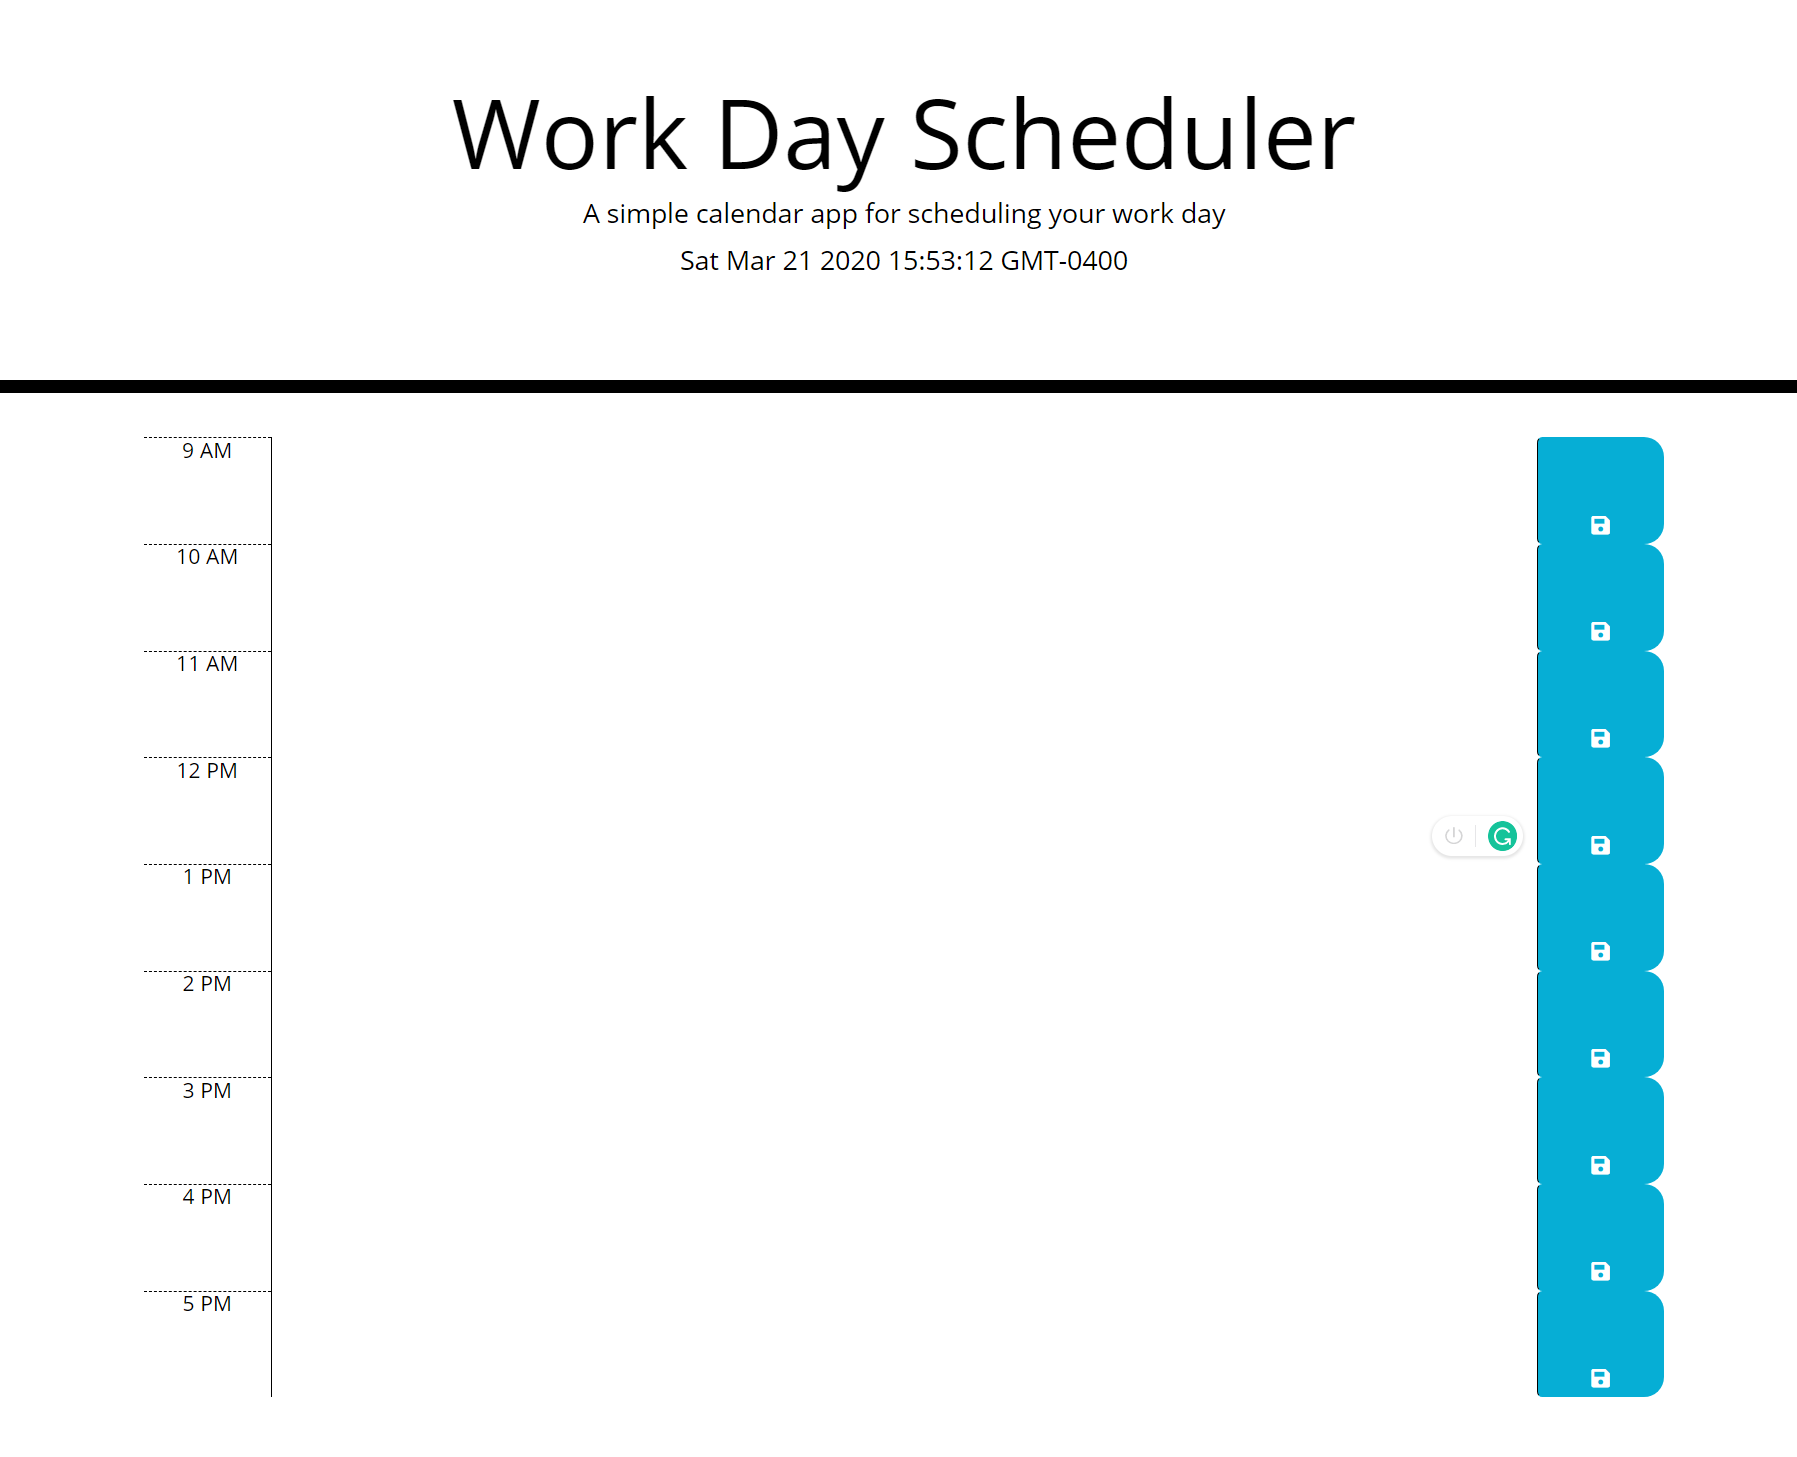 Work Day Scheduler
A simple calendar app for scheduling your work day
Sat Mar 21 2020 15:53:12 GMT-0400
9 AM
10 AM
11 AM
12 PM
1 PM
2 PM
3 PM
4 PM
5 PM